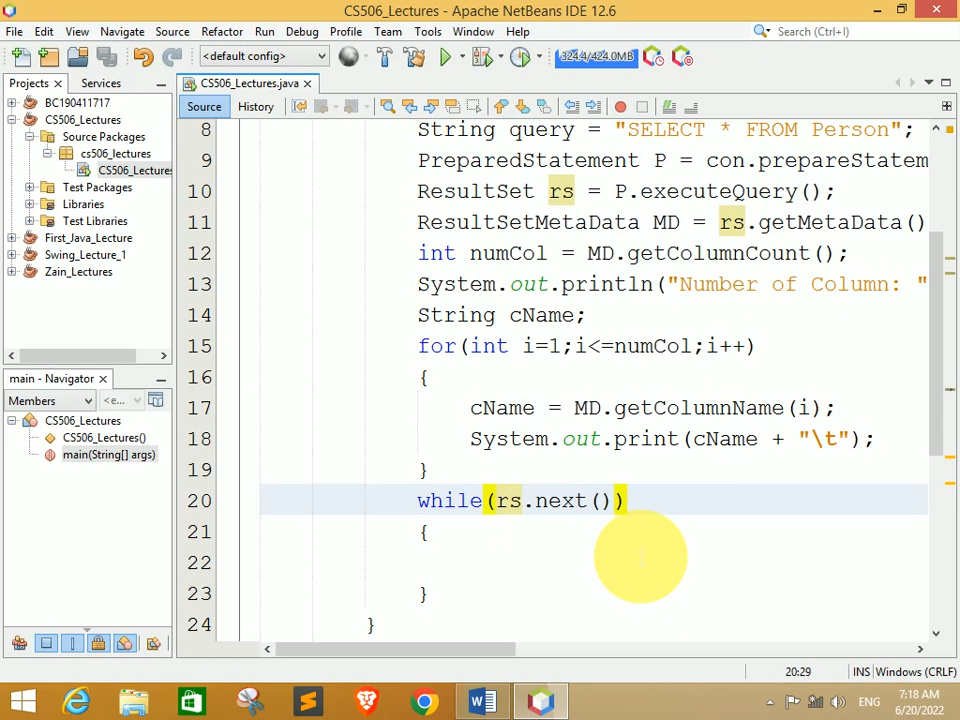 CS506_Lectures - Apache NetBeans IDE 12.6
File Edit View Navigate Source Refactor Run Debug Profile Team Tools Window Help
Search (Ctrl+I)
<default config>
324.4/424.0MB
Projects
Services
CS506_Lectures.java
BC190411717
CS506_Lectures
Source Packages
cs506_lectures
CS506_Lectures
Test Packages
Libraries
Test Libraries
First_Java_Lecture
Swing_Lecture_1
Zain_Lectures
main - Navigator
Members
<e...
CS506_Lectures
CS506_Lectures()
main(String[] args)
Source History
8 String query = "SELECT * FROM Person";
9 PreparedStatement P = con.prepareStatem
10 ResultSet rs = P.executeQuery();
11 ResultSetMetaData MD = rs.getMetaData()
12 int numCol = MD.getColumnCount();
13 System.out.println("Number of Column: "
14 String cName;
15 for(int i=1;i<=numCol;i++)
16 {
17 cName = MD.getColumnName(i);
18 System.out.print(cName + "\t");
19 }
20 while(rs.next())
21 {
22
23 }
24 }
20:29
INS
Windows (CRLF)
ENG
7:18 AM
6/20/2022